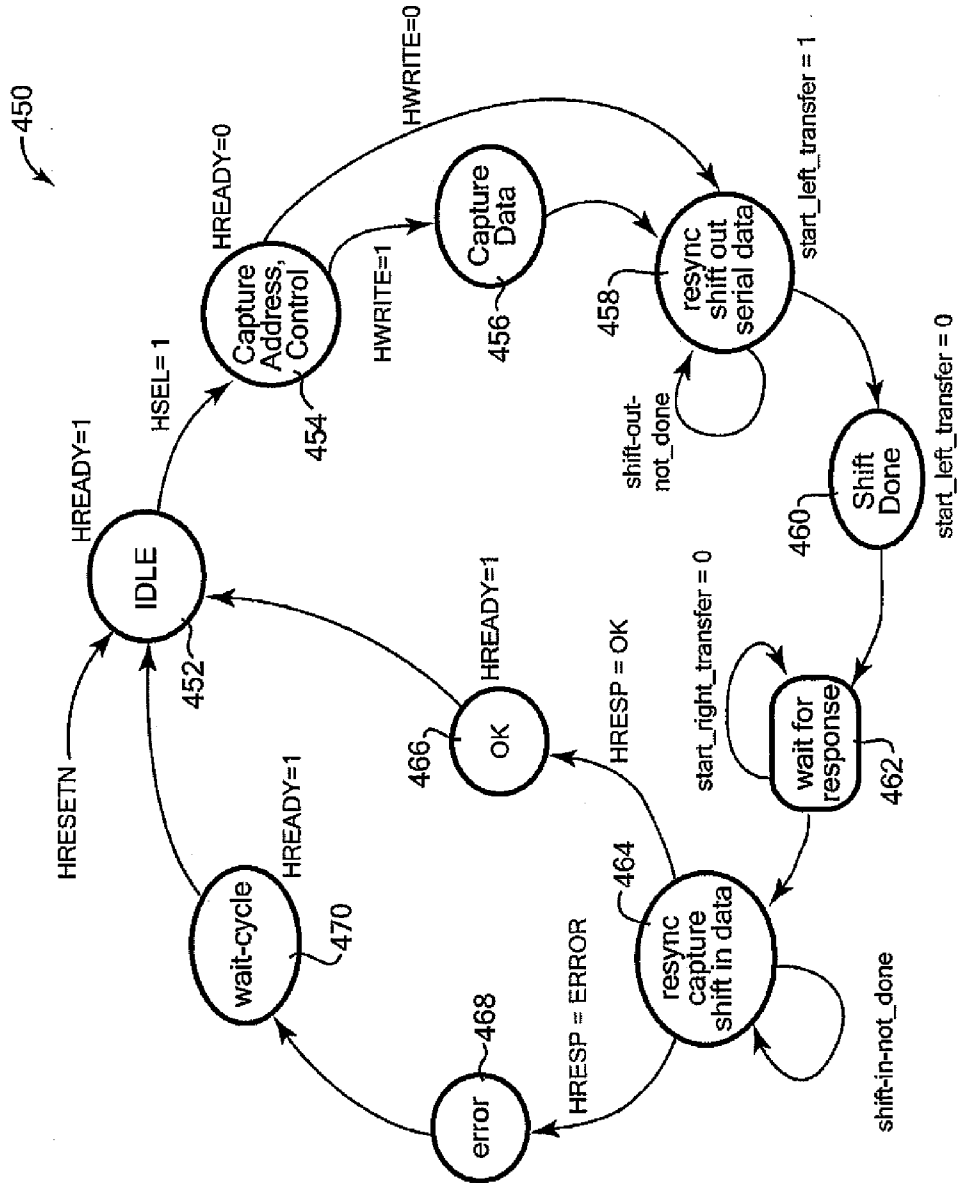 450
HRESETN
HREADY=1
IDLE
452
HSEL= 1
HREADY=0
Capture
Address,
Control
454
HWRITE=0
HWRITE=1
Capture
Data
456
resync
shift out
serial data
458
shift-out-
not_done
start_left_transfer = 1
Shift
Done
460
start_left_transfer = 0
wait for
response
462
start_right_transfer = 0
resync
capture
shift in data
464
shift-in-not_done
HRESP = OK
OK
466
HREADY=1
HRESP = ERROR
error
468
wait-cycle
470
HREADY=1